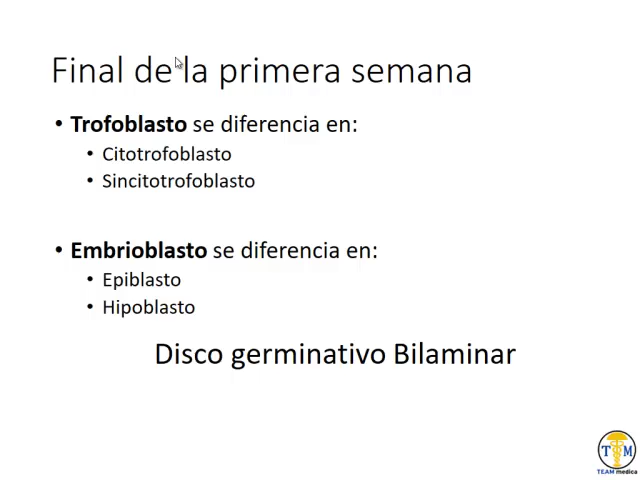 Final de la primera semana
• Trofoblasto se diferencia en:
• Citotrofoblasto
• Sincitotrofoblasto
• Embrioblasto se diferencia en:
• Epiblasto
• Hipoblasto
Disco germinativo Bilaminar
T M
TEAM medica